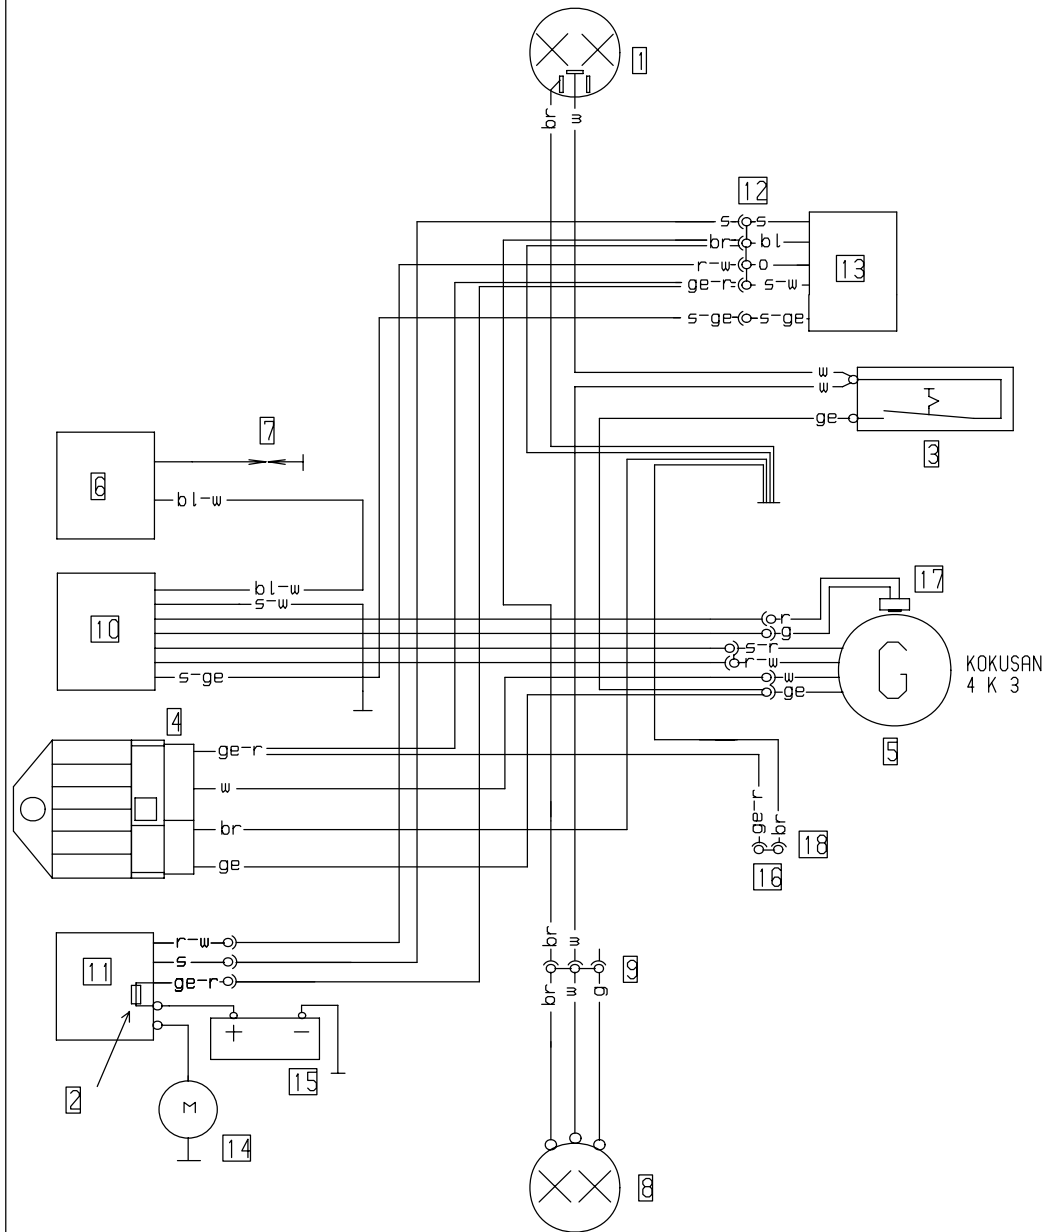 1
br
w
12
s s
br bl
r-w o
ge-r s-w
s-ge s-ge
13
w
w
ge
3
7
6
bl-w
bl-w
s-w
10
s-ge
17
r
g
s-r
r-w
w
ge
G
KOKUSAN
4 K 3
5
4
ge-r
w
br
ge
ge-r
br
18
16
r-w
s
ge-r
11
br
w
9
br
w
g
+ −
15
2
M
14
8